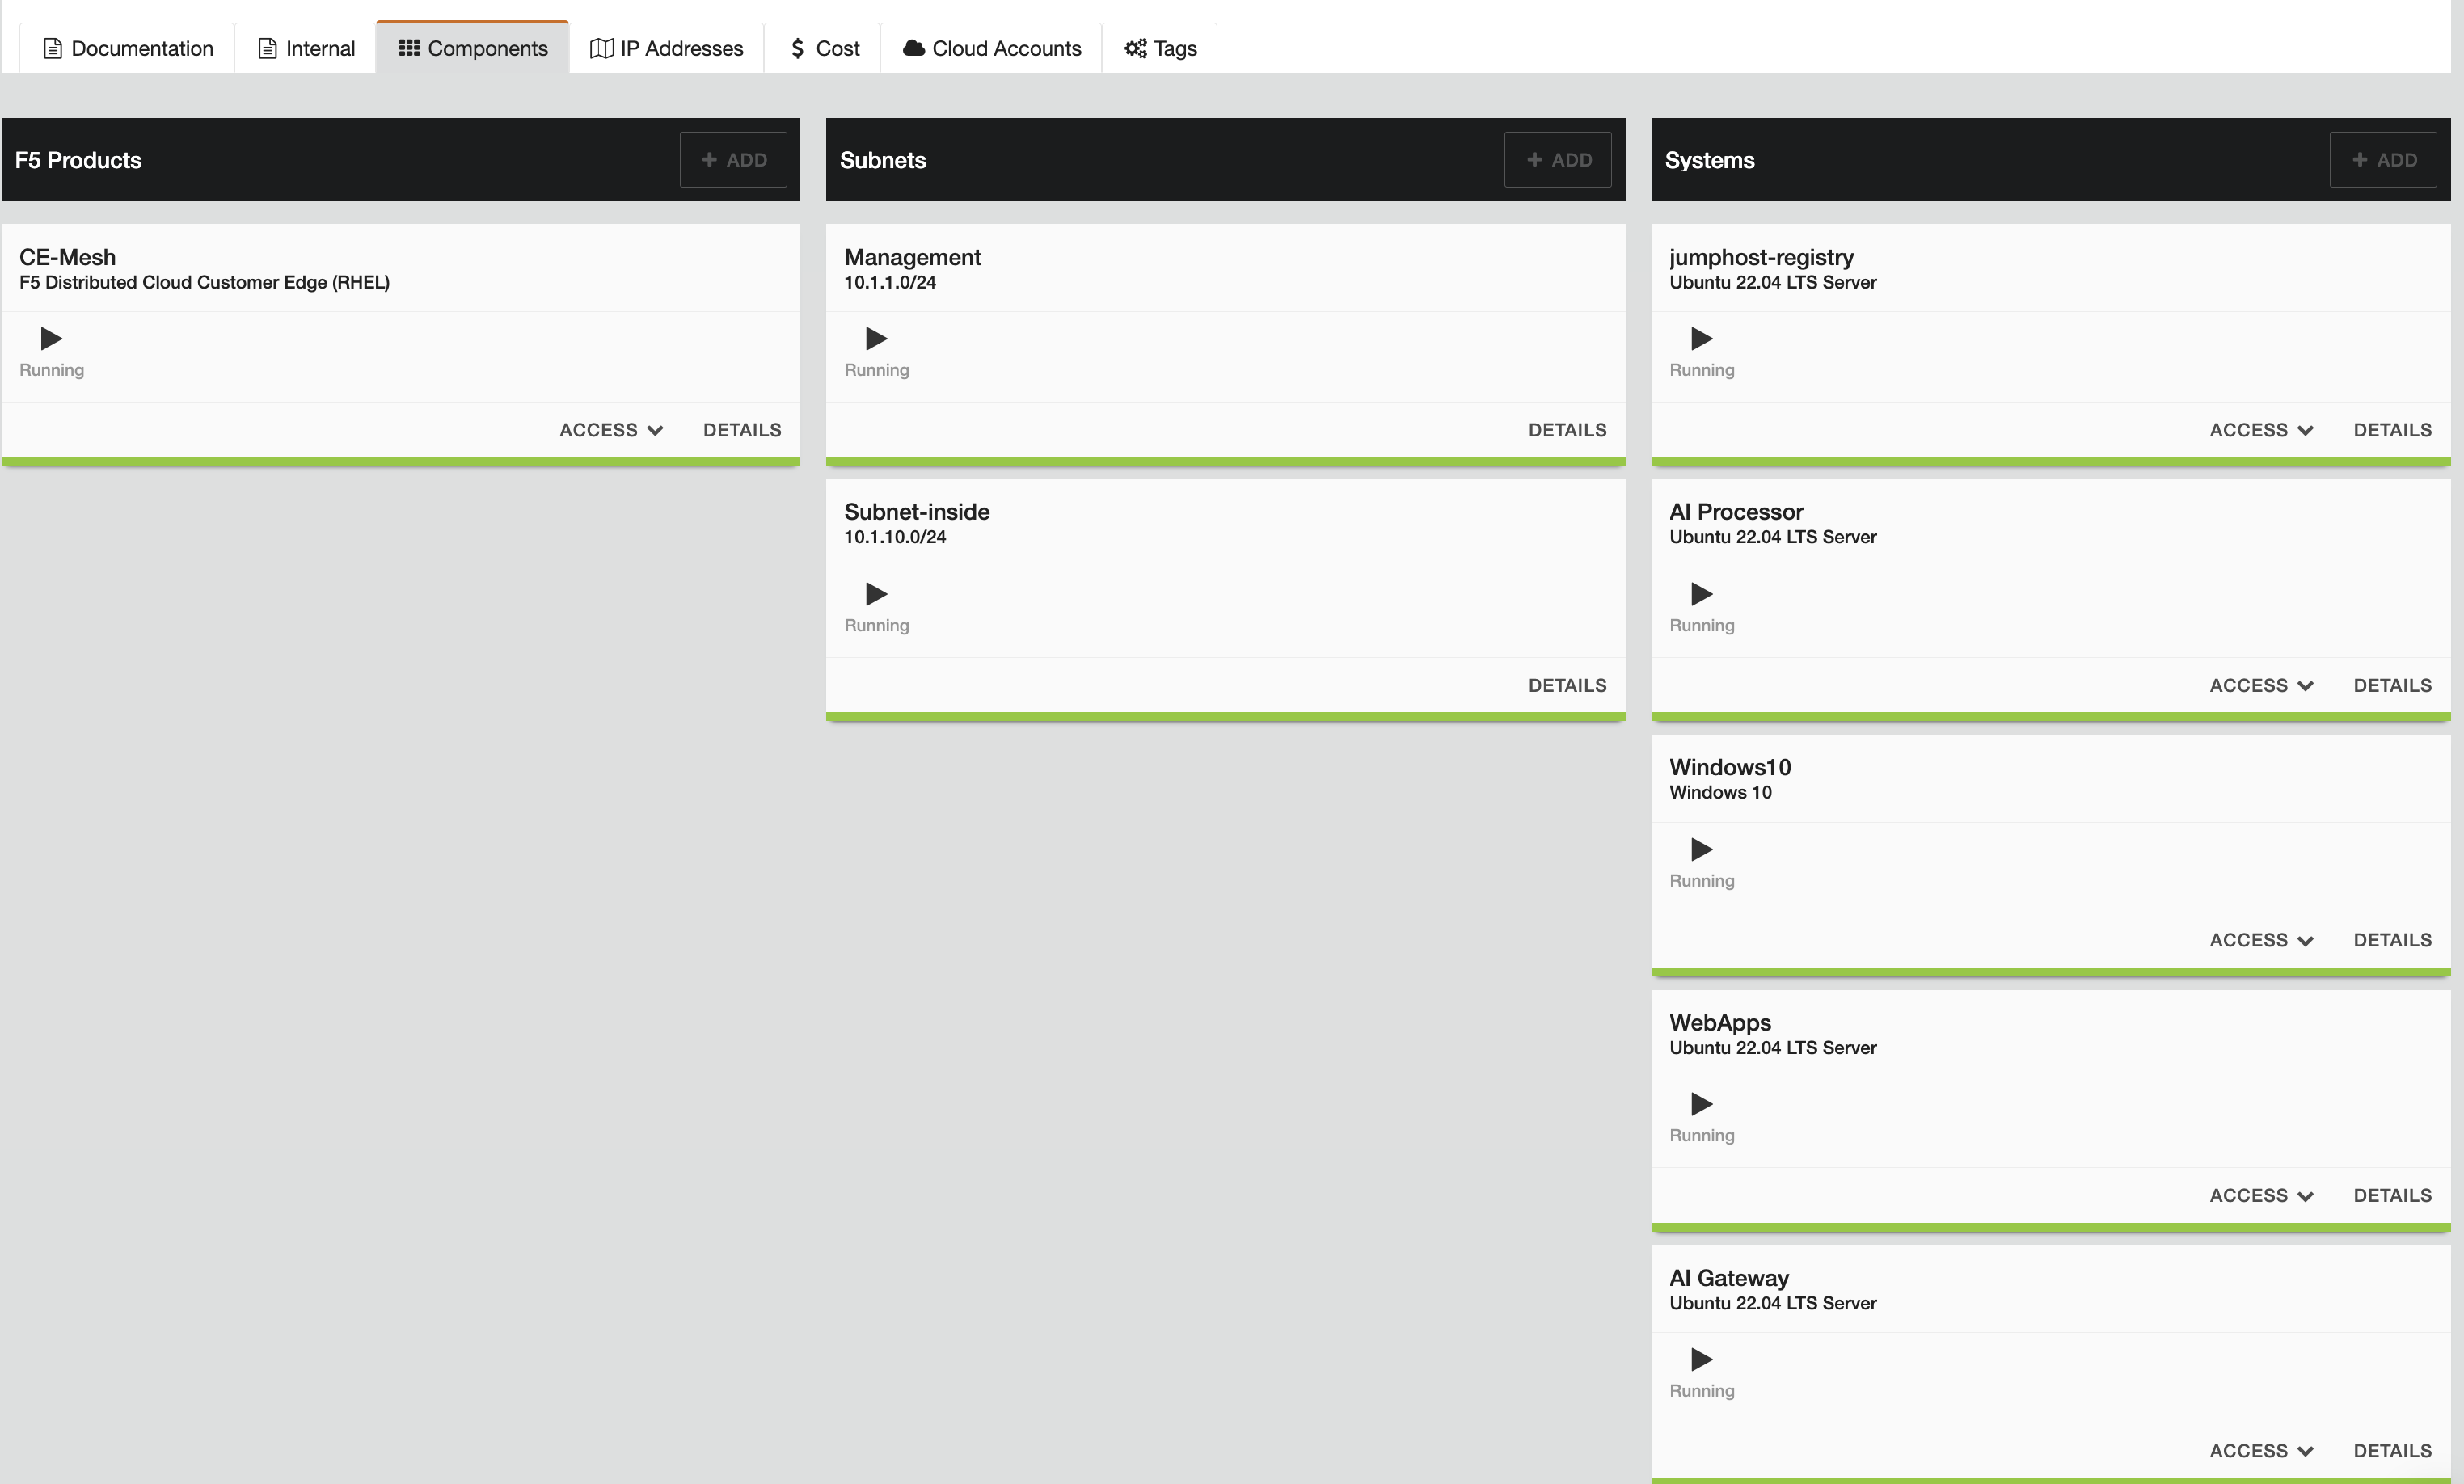 Documentation
Internal
Components
IP Addresses
$ Cost
Cloud Accounts
Tags
F5 Products
+ ADD
CE-Mesh
F5 Distributed Cloud Customer Edge (RHEL)
Running
ACCESS
DETAILS
Subnets
+ ADD
Management
10.1.1.0/24
Running
DETAILS
Subnet-inside
10.1.10.0/24
Running
DETAILS
Systems
+ ADD
jumphost-registry
Ubuntu 22.04 LTS Server
Running
ACCESS
DETAILS
AI Processor
Ubuntu 22.04 LTS Server
Running
ACCESS
DETAILS
Windows10
Windows 10
Running
ACCESS
DETAILS
WebApps
Ubuntu 22.04 LTS Server
Running
ACCESS
DETAILS
AI Gateway
Ubuntu 22.04 LTS Server
Running
ACCESS
DETAILS